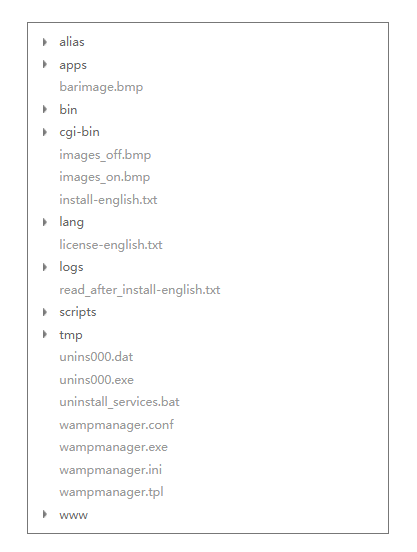 alias
apps
barimage.bmp
bin
cgi-bin
images_off.bmp
images_on.bmp
install-english.txt
lang
license-english.txt
logs
read_after_install-english.txt
scripts
tmp
unins000.dat
unins000.exe
uninstall_services.bat
wampmanager.conf
wampmanager.exe
wampmanager.ini
wampmanager.tpl
www